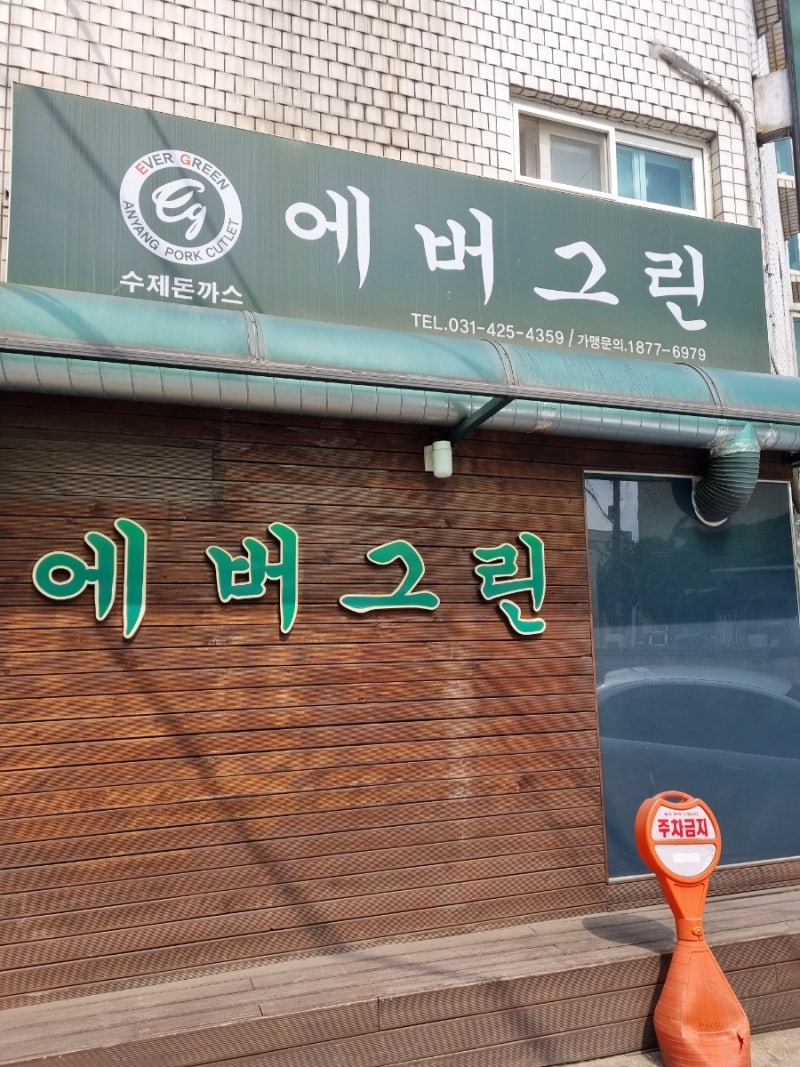 EVER GREEN
Eg
ANYANG PORK CUTLET
수제돈까스
에버그린
TEL.031-425-4359 / 가맹문의.1877-6979
에버그린
주차금지